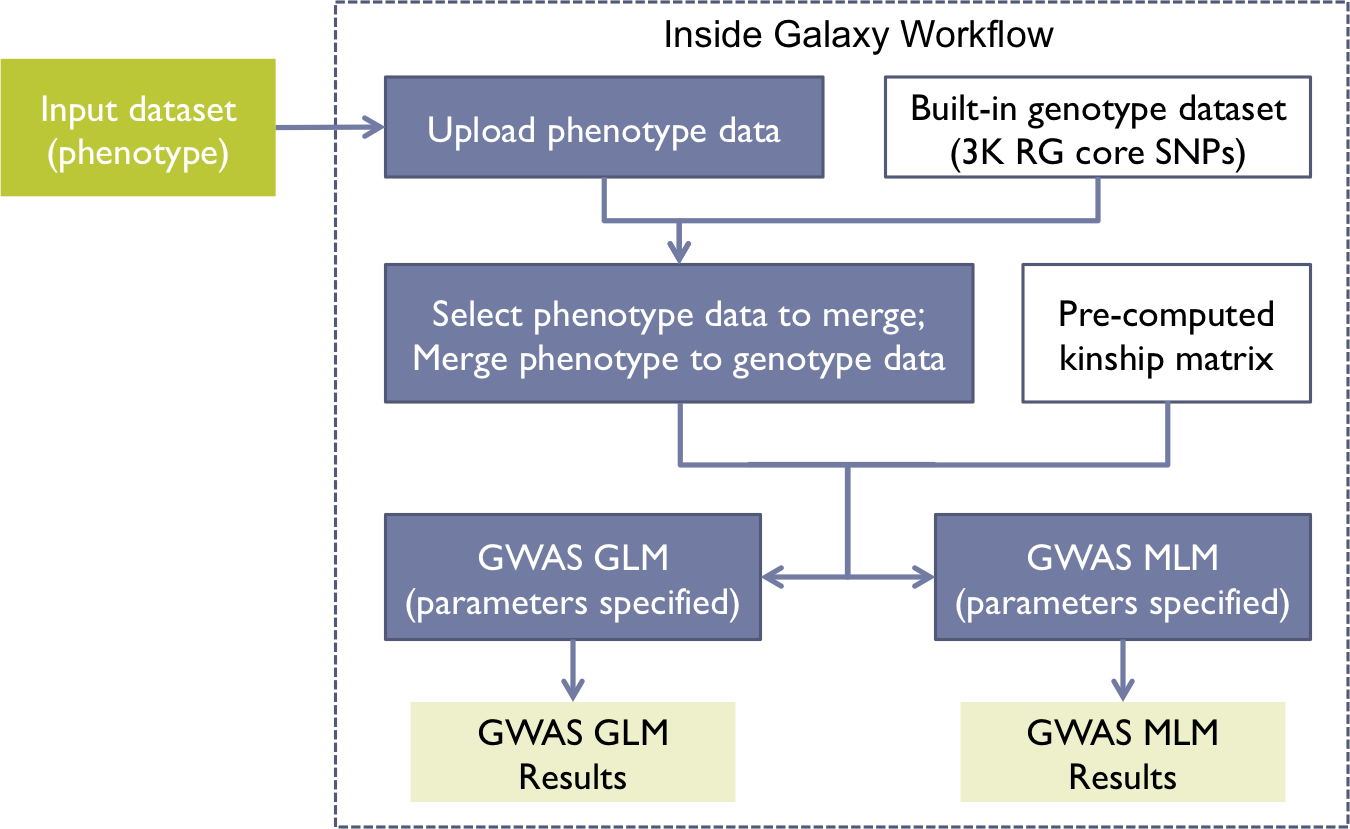 Inside Galaxy Workflow
Input dataset
(phenotype)
Upload phenotype data
Built-in genotype dataset
(3K RG core SNPs)
Select phenotype data to merge;
Merge phenotype to genotype data
Pre-computed
kinship matrix
GWAS GLM
(parameters specified)
GWAS MLM
(parameters specified)
GWAS GLM
Results
GWAS MLM
Results